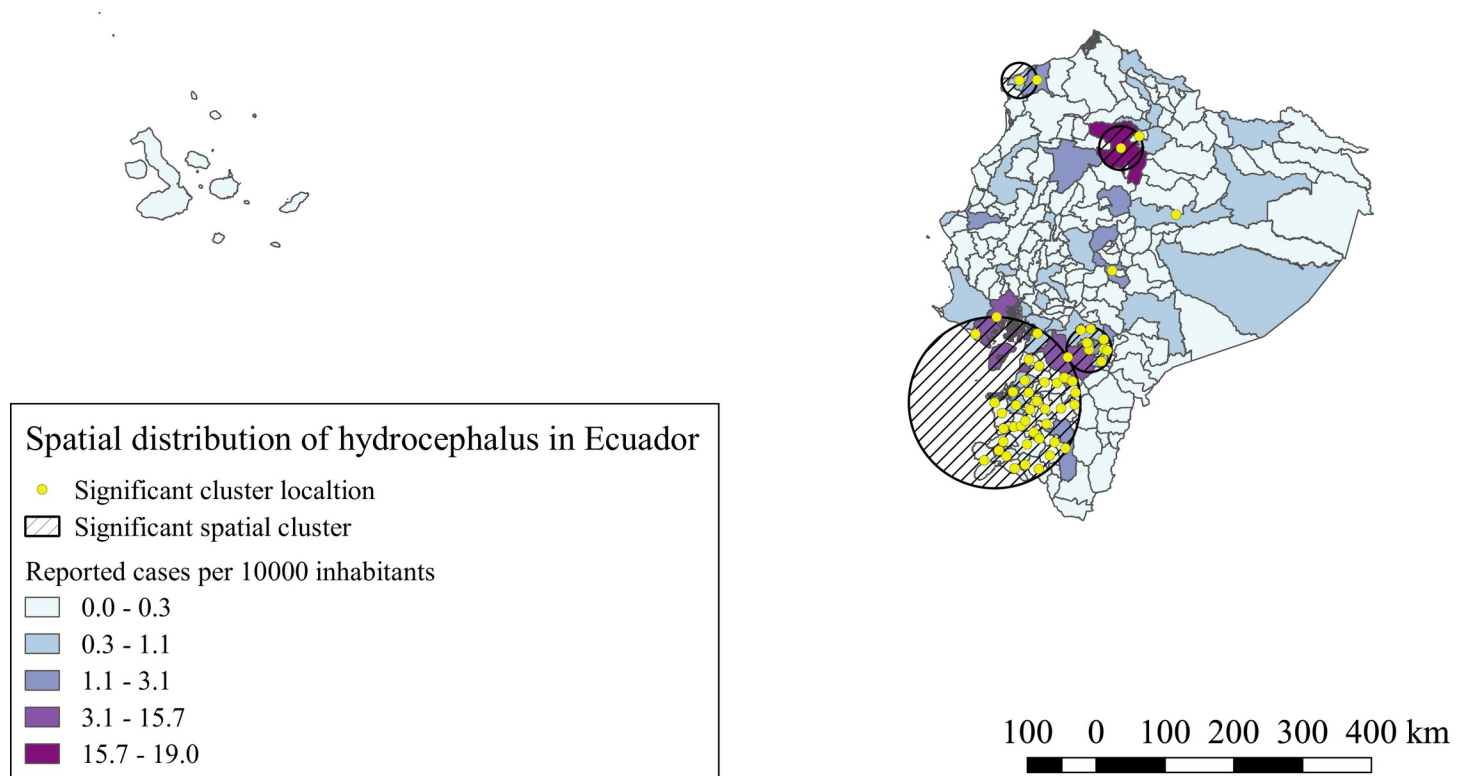 Spatial distribution of hydrocephalus in Ecuador
Significant cluster localtion
Significant spatial cluster
Reported cases per 10000 inhabitants
0.0 - 0.3
0.3 - 1.1
1.1 - 3.1
3.1 - 15.7
15.7 - 19.0
100 0 100 200 300 400 km